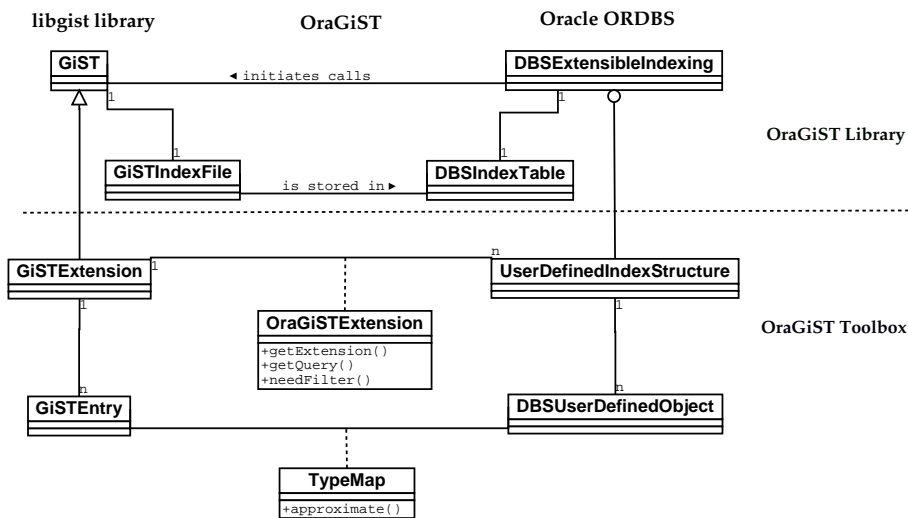 libgist library
OraGiST
Oracle ORDBS
GiST
DBSExtensibleIndexing
◄ initiates calls
1
1
OraGiST Library
1
1
GiSTIndexFile
DBSIndexTable
is stored in ►
GiSTExtension
1
n
UserDefinedIndexStructure
1
1
OraGiSTExtension
OraGiST Toolbox
+getExtension()
+getQuery()
+needFilter()
n
n
GiSTEntry
DBSUserDefinedObject
TypeMap
+approximate()